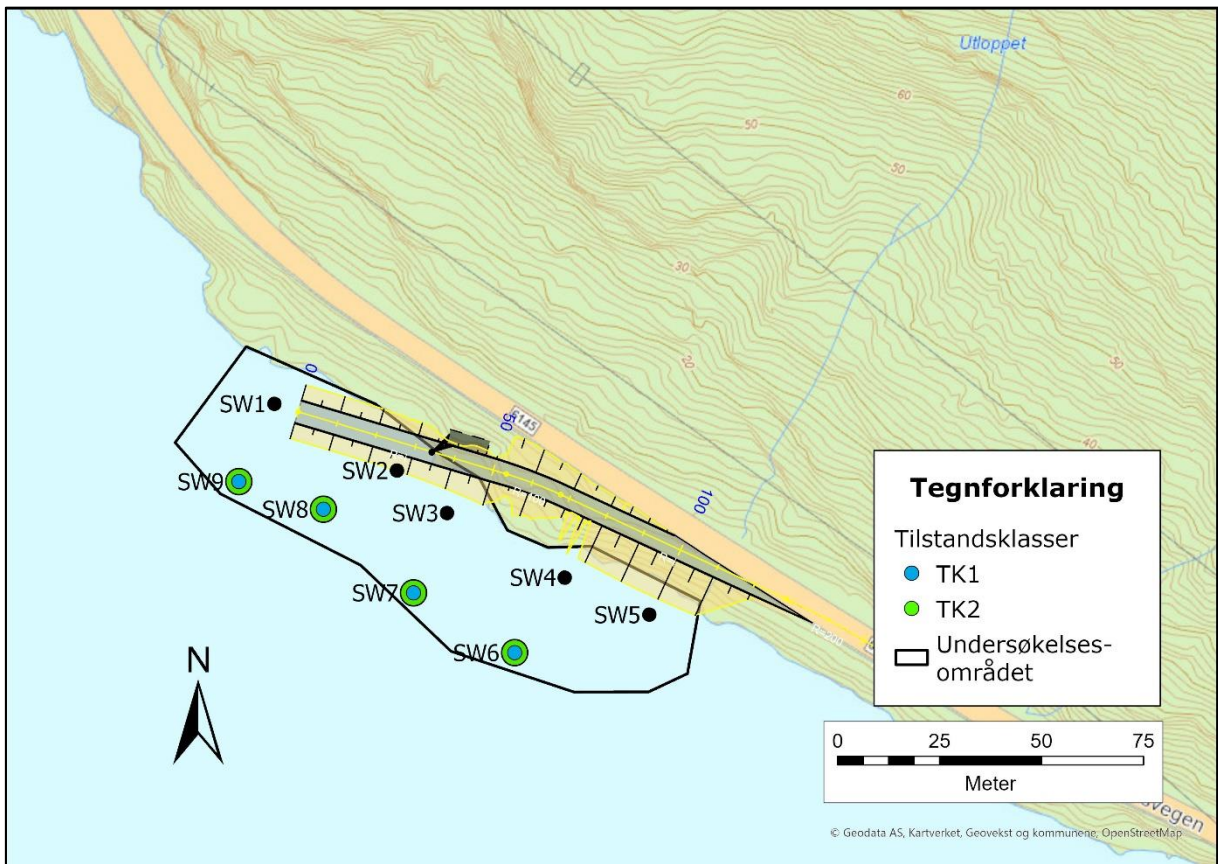 Utloppet
60
50
50
30
20
50
40
6145
0
50
100
SW1
SW2
SW3
SW4
SW5
SW6
SW7
SW8
SW9
R=200
N
Tegnforklaring
Tilstandsklasser
TK1
TK2
Undersøkelses-
området
0 25 50 75
Meter
© Geodata AS, Kartverket, Geovekst og kommunene, OpenStreetMap